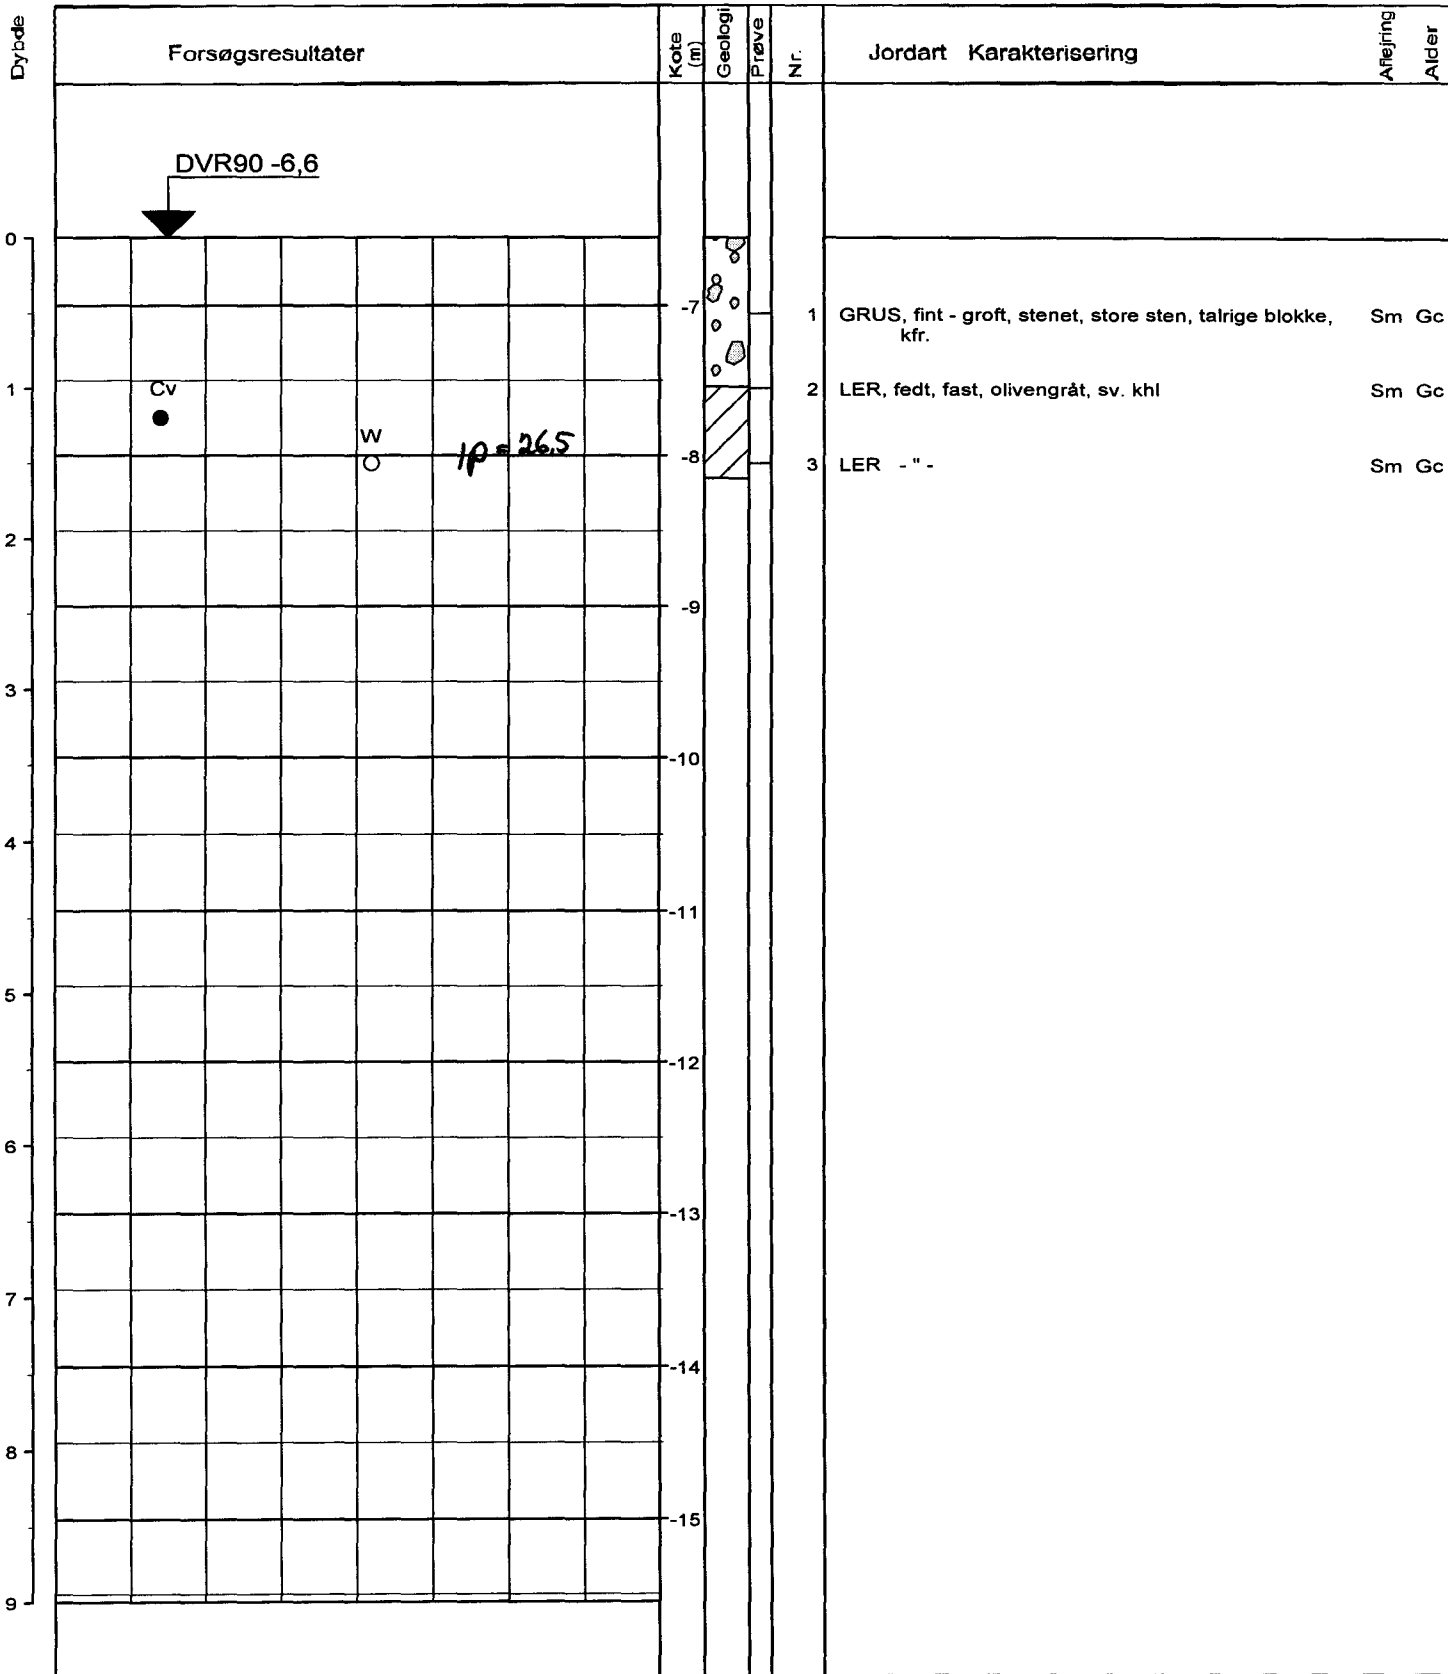 Dybde Forsøgsresultater Kote (m) Geologi Prøve Nr. Jordart Karakterisering Aflejring Alder
DVR90 -6,6
0
-7 1 GRUS, fint - groft, stenet, store sten, talrige blokke, Sm Gc
kfr.
1 Cv 2 LER, fedt, fast, olivengråt, sv. khl Sm Gc
W Ip = 26,5
-8 3 LER - " - Sm Gc
2
-9
3
-10
4
-11
5
-12
6
-13
7
-14
8
-15
9